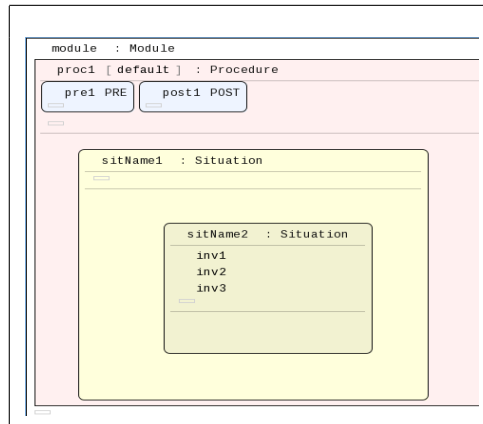 module : Module
proc1 [ default ] : Procedure
pre1 PRE post1 POST
sitName1 : Situation
sitName2 : Situation
inv1
inv2
inv3